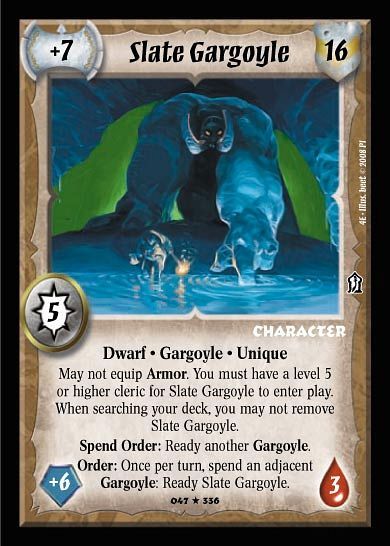 +7
Slate Gargoyle
16
4E • Illus. beet © 2008 PI
5
CHARACTER
Dwarf • Gargoyle • Unique
May not equip Armor. You must have a level 5
or higher cleric for Slate Gargoyle to enter play.
When searching your deck, you may not remove
Slate Gargoyle.
Spend Order: Ready another Gargoyle.
Order: Once per turn, spend an adjacent
Gargoyle: Ready Slate Gargoyle.
+6
3
047 ★ 336